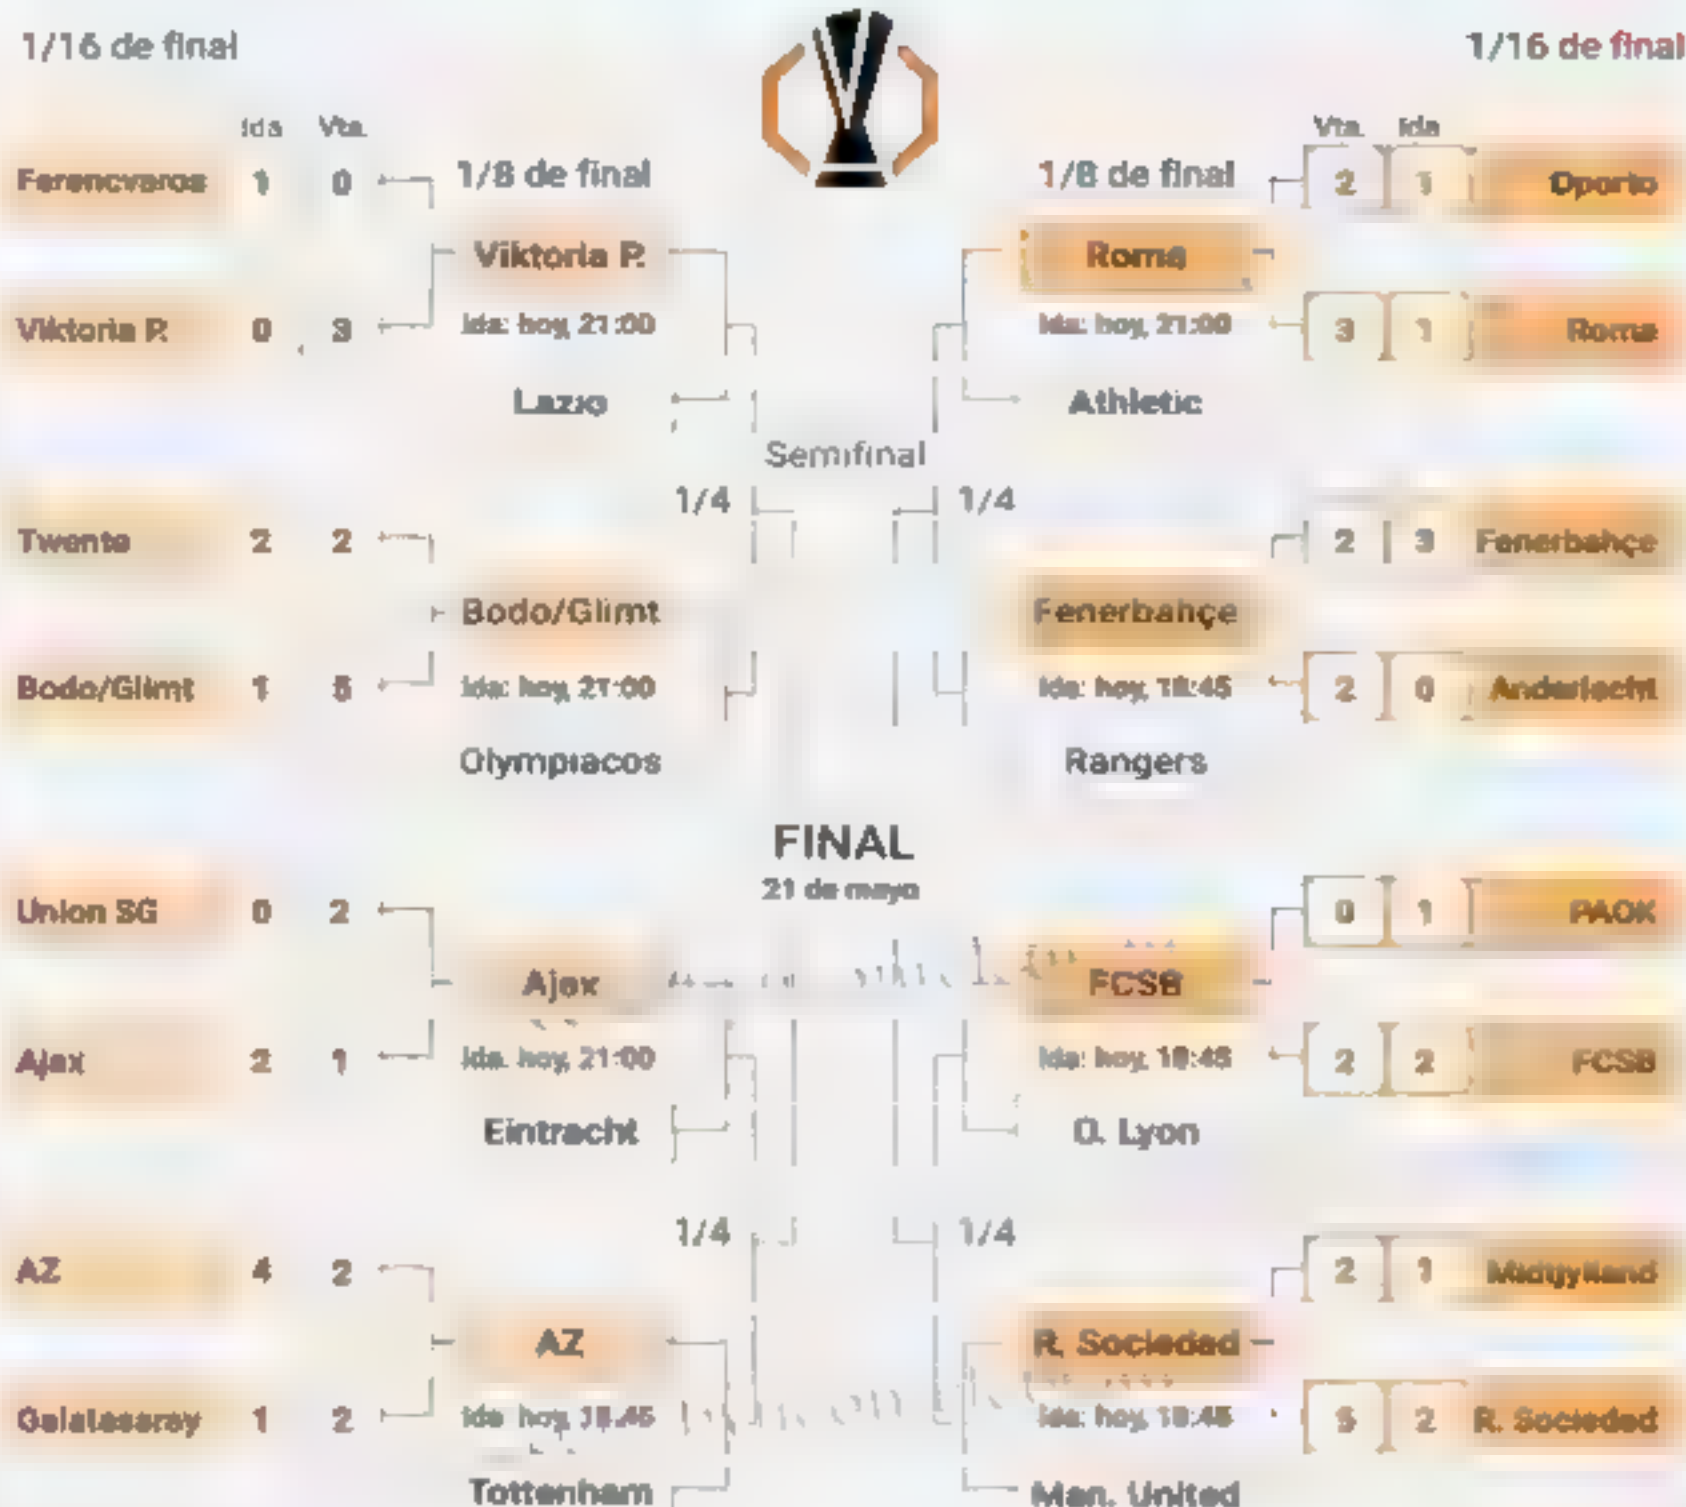 1/16 de final
1/16 de final
Ida Vta.
Vta. Ida
Ferencvaros 1 0
1/8 de final
1/8 de final
2 1 Oporto
Viktoria P.
Roma
Viktoria P. 0 3
Ida: hoy, 21:00
Ida: hoy, 21:00
3 1 Roma
Lazio
Athletic
Semifinal
1/4
1/4
Twente 2 2
2 3 Fenerbahçe
Bodo/Glimt
Fenerbahçe
Bodo/Glimt 1 5
Ida: hoy, 21:00
Ida: hoy, 18:45
2 0 Anderlecht
Olympiacos
Rangers
FINAL
21 de mayo
Union SG 0 2
0 1 PAOK
Ajax
FCSB
Ajax 2 1
Ida: hoy, 21:00
Ida: hoy, 18:45
2 2 FCSB
Eintracht
O. Lyon
1/4
1/4
AZ 4 2
2 1 Midtjylland
AZ
R. Sociedad
Galatasaray 1 2
Ida: hoy, 18:45
Ida: hoy, 18:45
5 2 R. Sociedad
Tottenham
Man. United